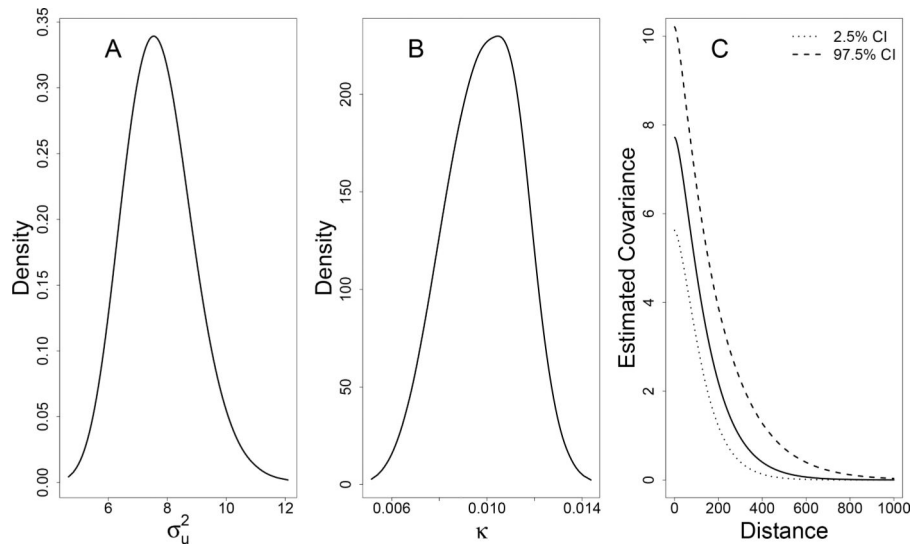 A
Density
0.00 0.05 0.10 0.15 0.20 0.25 0.30 0.35
6 8 10 12
σ²ᵤ
B
Density
0 50 100 150 200
0.006 0.010 0.014
κ
C
2.5% CI
97.5% CI
Estimated Covariance
0 2 4 6 8 10
0 200 400 600 800 1000
Distance